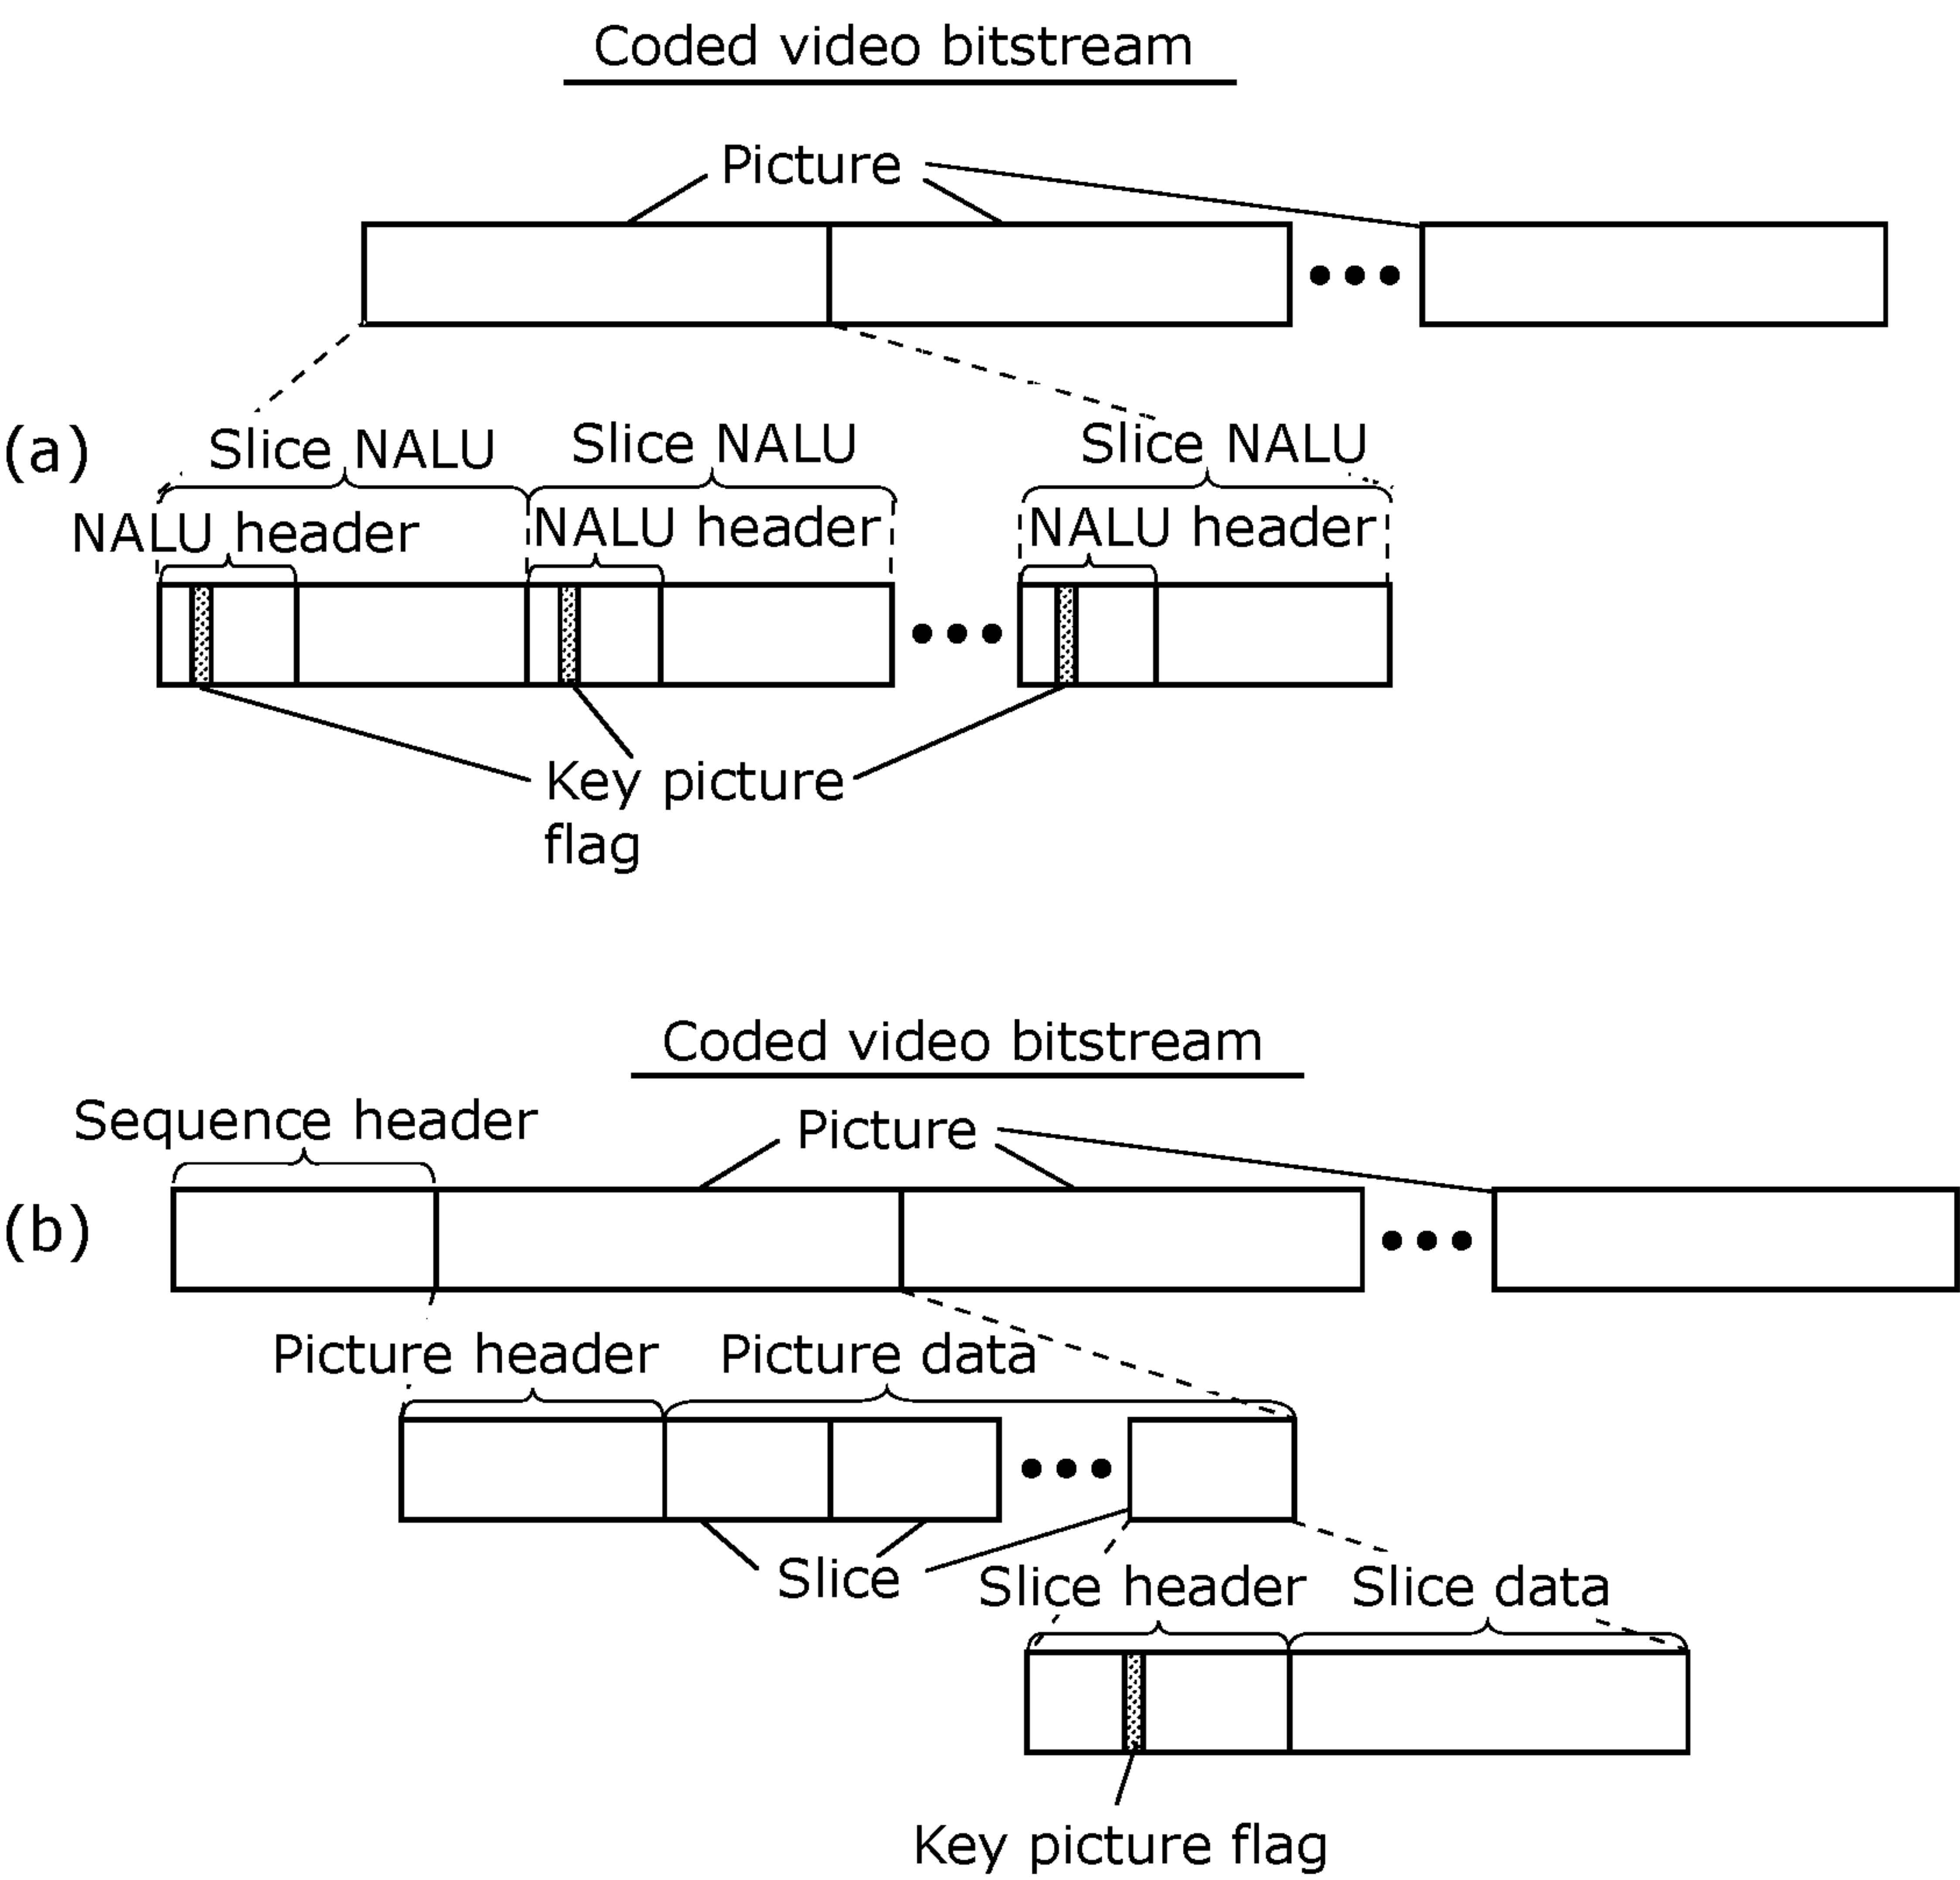 Coded video bitstream
Picture
(a)
Slice NALU
Slice NALU
Slice NALU
NALU header
NALU header
NALU header
Key picture
flag
Coded video bitstream
Sequence header
Picture
(b)
Picture header
Picture data
Slice
Slice header
Slice data
Key picture flag